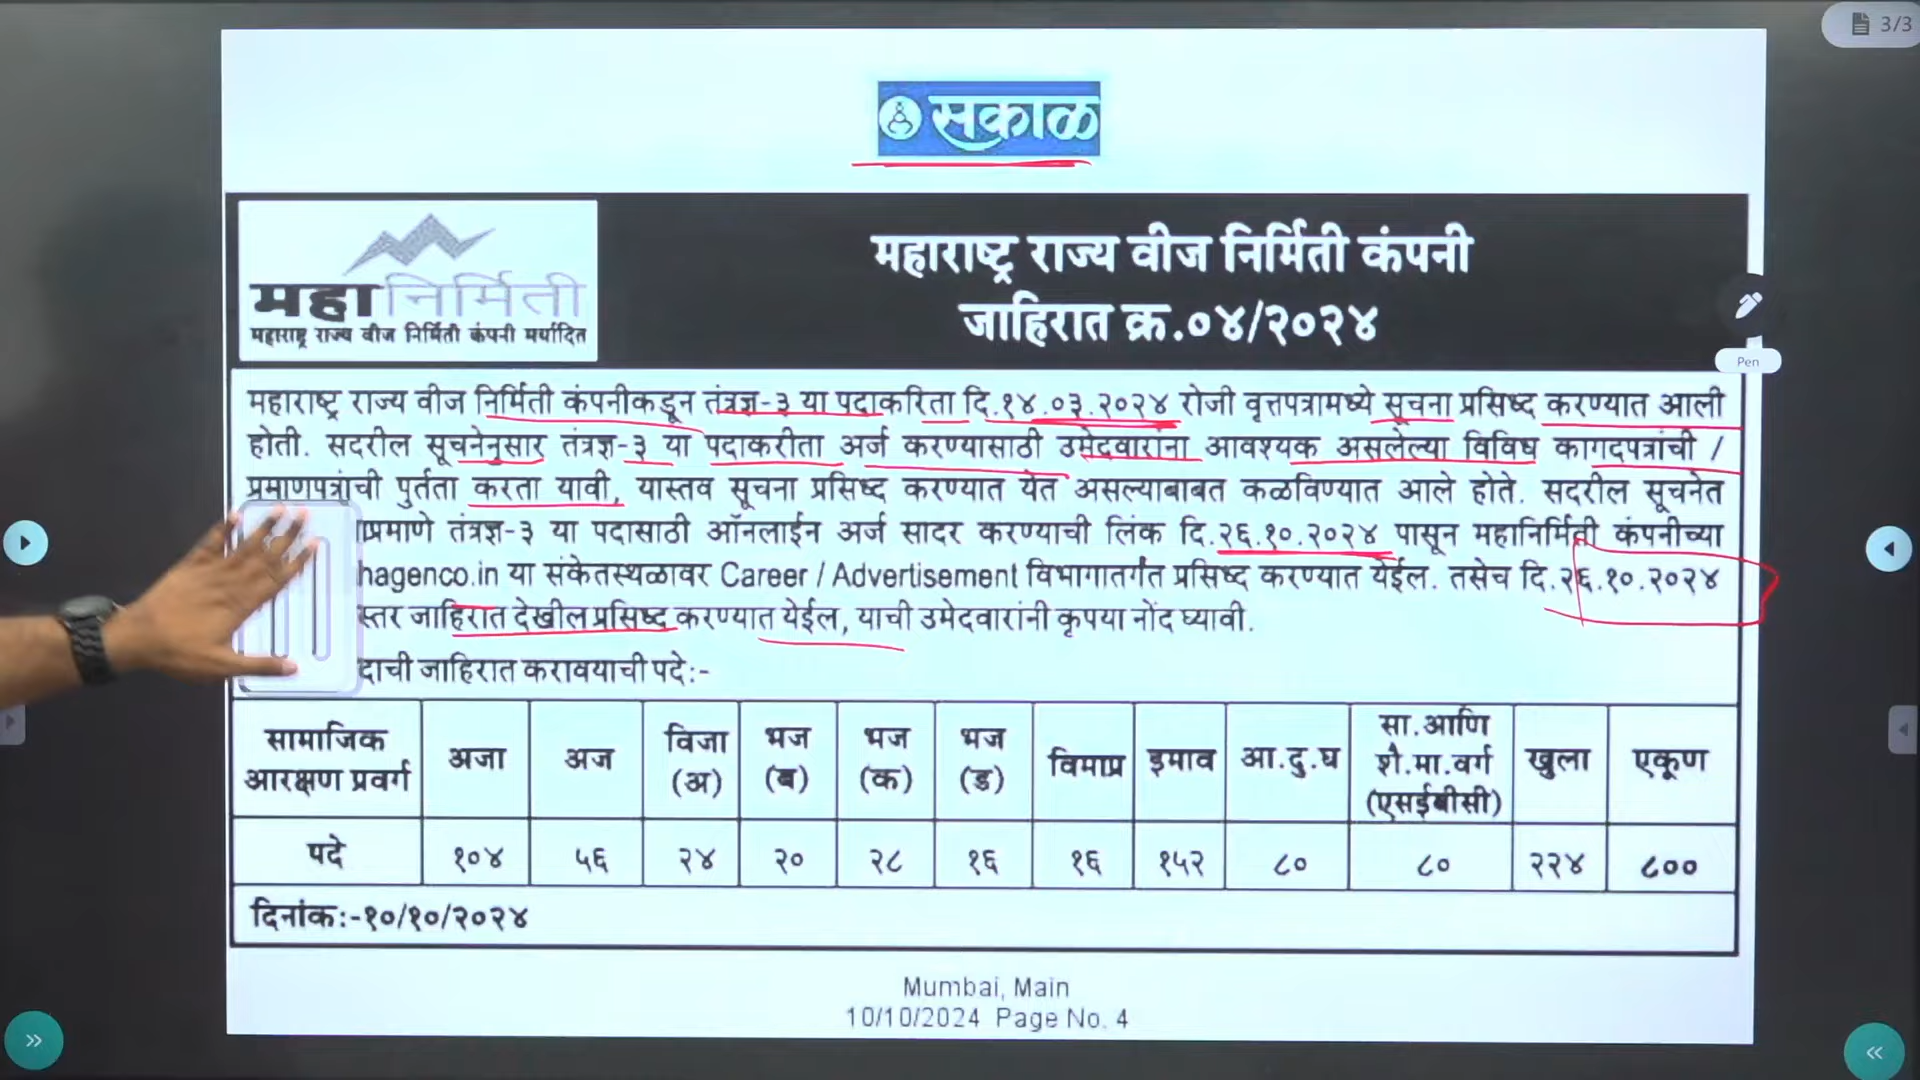 3/3
सकाळ
महानिर्मिती
महाराष्ट्र राज्य वीज निर्मिती कंपनी मर्यादित
महाराष्ट्र राज्य वीज निर्मिती कंपनी
जाहिरात क्र.०४/२०२४
Pen
महाराष्ट्र राज्य वीज निर्मिती कंपनीकडून तंत्रज्ञ-३ या पदाकरिता दि.१४.०३.२०२४ रोजी वृत्तपत्रामध्ये सूचना प्रसिध्द करण्यात आली
होती. सदरील सूचनेनुसार तंत्रज्ञ-३ या पदाकरीता अर्ज करण्यासाठी उमेदवारांना आवश्यक असलेल्या विविध कागदपत्रांची /
प्रमाणपत्रांची पुर्तता करता यावी, यास्तव सूचना प्रसिध्द करण्यात येत असल्याबाबत कळविण्यात आले होते. सदरील सूचनेत
प्रमाणे तंत्रज्ञ-३ या पदासाठी ऑनलाईन अर्ज सादर करण्याची लिंक दि.२६.१०.२०२४ पासून महानिर्मिती कंपनीच्या
hagenco.in या संकेतस्थळावर Career / Advertisement विभागातर्गंत प्रसिध्द करण्यात येईल. तसेच दि.२६.१०.२०२४
स्तर जाहिरात देखील प्रसिध्द करण्यात येईल, याची उमेदवारांनी कृपया नोंद घ्यावी.
दाची जाहिरात करावयाची पदे:-
सामाजिक आरक्षण प्रवर्ग अजा अज विजा (अ) भज (ब) भज (क) भज (ड) विमाप्र इमाव आ.दु.घ सा.आणि शै.मा.वर्ग (एसईबीसी) खुला एकूण
पदे १०४ ५६ २४ २० २८ १६ १६ १५२ ८० ८० २२४ ८००
दिनांक:-१०/१०/२०२४
Mumbai, Main
10/10/2024 Page No. 4